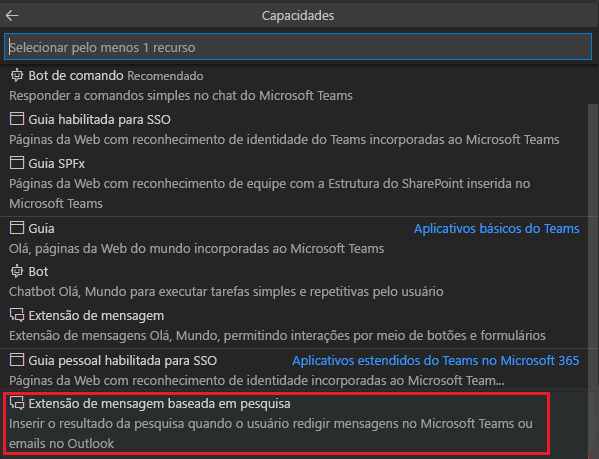 Capacidades
Selecionar pelo menos 1 recurso
Bot de comando Recomendado
Responder a comandos simples no chat do Microsoft Teams
Guia habilitada para SSO
Páginas da Web com reconhecimento de identidade do Teams incorporadas ao Microsoft Teams
Guia SPFx
Páginas da Web com reconhecimento de equipe com a Estrutura do SharePoint inserida no
Microsoft Teams
Guia Aplicativos básicos do Teams
Olá, páginas da Web do mundo incorporadas ao Microsoft Teams
Bot
Chatbot Olá, Mundo para executar tarefas simples e repetitivas pelo usuário
Extensão de mensagem
Extensão de mensagens Olá, Mundo, permitindo interações por meio de botões e formulários
Guia pessoal habilitada para SSO Aplicativos estendidos do Teams no Microsoft 365
Páginas da Web com reconhecimento de identidade incorporadas ao Microsoft Team...
Extensão de mensagem baseada em pesquisa
Inserir o resultado da pesquisa quando o usuário redigir mensagens no Microsoft Teams ou
emails no Outlook